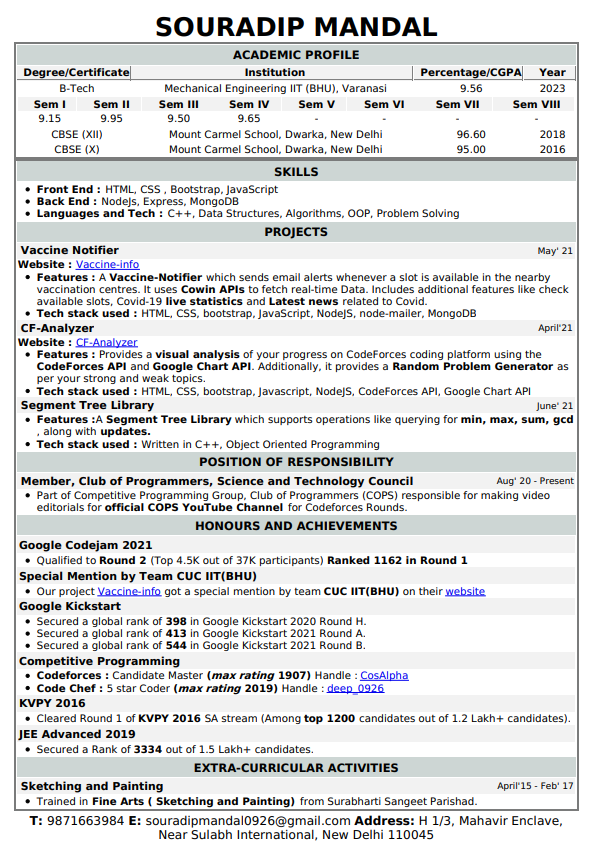 SOURADIP MANDAL
ACADEMIC PROFILE
Degree/Certificate Institution Percentage/CGPA Year
B-Tech Mechanical Engineering IIT (BHU), Varanasi 9.56 2023
Sem I Sem II Sem III Sem IV Sem V Sem VI Sem VII Sem VIII
9.15 9.95 9.50 9.65 - - - -
CBSE (XII) Mount Carmel School, Dwarka, New Delhi 96.60 2018
CBSE (X) Mount Carmel School, Dwarka, New Delhi 95.00 2016
SKILLS
• Front End : HTML, CSS , Bootstrap, JavaScript
• Back End : NodeJs, Express, MongoDB
• Languages and Tech : C++, Data Structures, Algorithms, OOP, Problem Solving
PROJECTS
Vaccine Notifier May' 21
Website : Vaccine-info
• Features : A Vaccine-Notifier which sends email alerts whenever a slot is available in the nearby
vaccination centres. It uses Cowin APIs to fetch real-time Data. Includes additional features like check
available slots, Covid-19 live statistics and Latest news related to Covid.
• Tech stack used : HTML, CSS, bootstrap, JavaScript, NodeJS, node-mailer, MongoDB
CF-Analyzer April'21
Website : CF-Analyzer
• Features : Provides a visual analysis of your progress on CodeForces coding platform using the
CodeForces API and Google Chart API. Additionally, it provides a Random Problem Generator as
per your strong and weak topics.
• Tech stack used : HTML, CSS, bootstrap, Javascript, NodeJS, CodeForces API, Google Chart API
Segment Tree Library June' 21
• Features :A Segment Tree Library which supports operations like querying for min, max, sum, gcd
, along with updates.
• Tech stack used : Written in C++, Object Oriented Programming
POSITION OF RESPONSIBILITY
Member, Club of Programmers, Science and Technology Council Aug' 20 - Present
• Part of Competitive Programming Group, Club of Programmers (COPS) responsible for making video
editorials for official COPS YouTube Channel for Codeforces Rounds.
HONOURS AND ACHIEVEMENTS
Google Codejam 2021
• Qualified to Round 2 (Top 4.5K out of 37K participants) Ranked 1162 in Round 1
Special Mention by Team CUC IIT(BHU)
• Our project Vaccine-info got a special mention by team CUC IIT(BHU) on their website
Google Kickstart
• Secured a global rank of 398 in Google Kickstart 2020 Round H.
• Secured a global rank of 413 in Google Kickstart 2021 Round A.
• Secured a global rank of 544 in Google Kickstart 2021 Round B.
Competitive Programming
• Codeforces : Candidate Master (max rating 1907) Handle : CosAlpha
• Code Chef : 5 star Coder (max rating 2019) Handle : deep_0926
KVPY 2016
• Cleared Round 1 of KVPY 2016 SA stream (Among top 1200 candidates out of 1.2 Lakh+ candidates).
JEE Advanced 2019
• Secured a Rank of 3334 out of 1.5 Lakh+ candidates.
EXTRA-CURRICULAR ACTIVITIES
Sketching and Painting April'15 - Feb' 17
• Trained in Fine Arts ( Sketching and Painting) from Surabharti Sangeet Parishad.
T: 9871663984 E: souradipmandal0926@gmail.com Address: H 1/3, Mahavir Enclave,
Near Sulabh International, New Delhi 110045